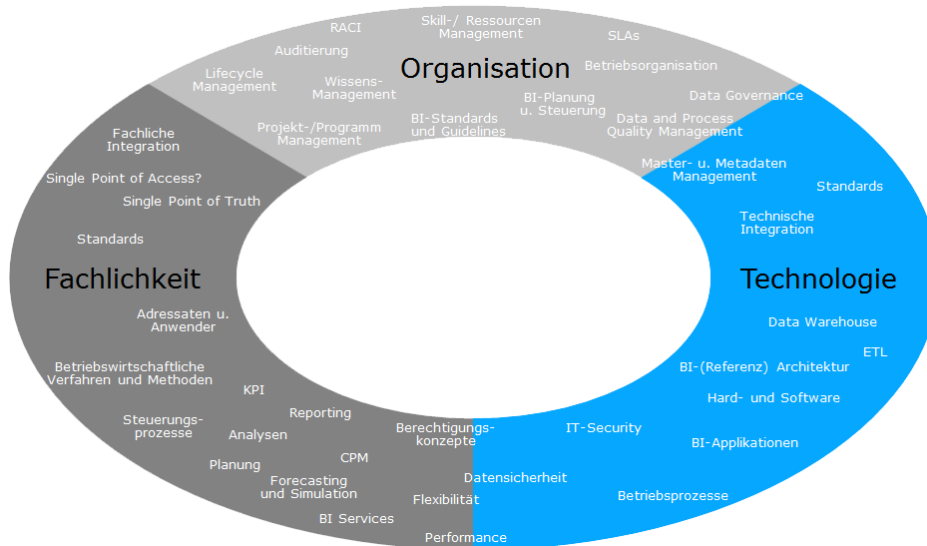 RACI
Skill-/ Ressourcen
Management
SLAs
Auditierung
Organisation
Betriebsorganisation
Lifecycle
Management
Wissens-
Management
BI-Planung
u. Steuerung
Data Governance
Projekt-/Programm
Management
BI-Standards
und Guidelines
Data and Process
Quality Management
Fachliche
Integration
Single Point of Access?
Single Point of Truth
Standards
Fachlichkeit
Adressaten u.
Anwender
Betriebswirtschaftliche
Verfahren und Methoden
KPI
Reporting
Steuerungs-
prozesse
Analysen
Planung
CPM
Forecasting
und Simulation
BI Services
Berechtigungs-
konzepte
Datensicherheit
Flexibilität
Performance
Master- u. Metadaten
Management
Standards
Technische
Integration
Technologie
Data Warehouse
ETL
BI-(Referenz) Architektur
Hard- und Software
IT-Security
BI-Applikationen
Betriebsprozesse